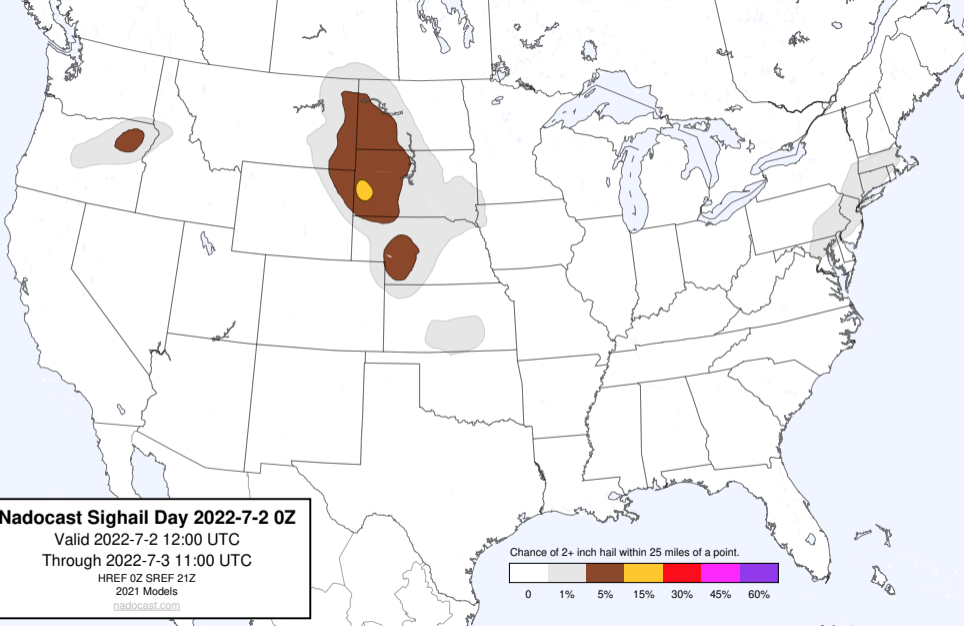 Nadocast Sighail Day 2022-7-2 0Z
Valid 2022-7-2 12:00 UTC
Through 2022-7-3 11:00 UTC
HREF 0Z SREF 21Z
2021 Models
nadocast.com
Chance of 2+ inch hail within 25 miles of a point.
0 1% 5% 15% 30% 45% 60%